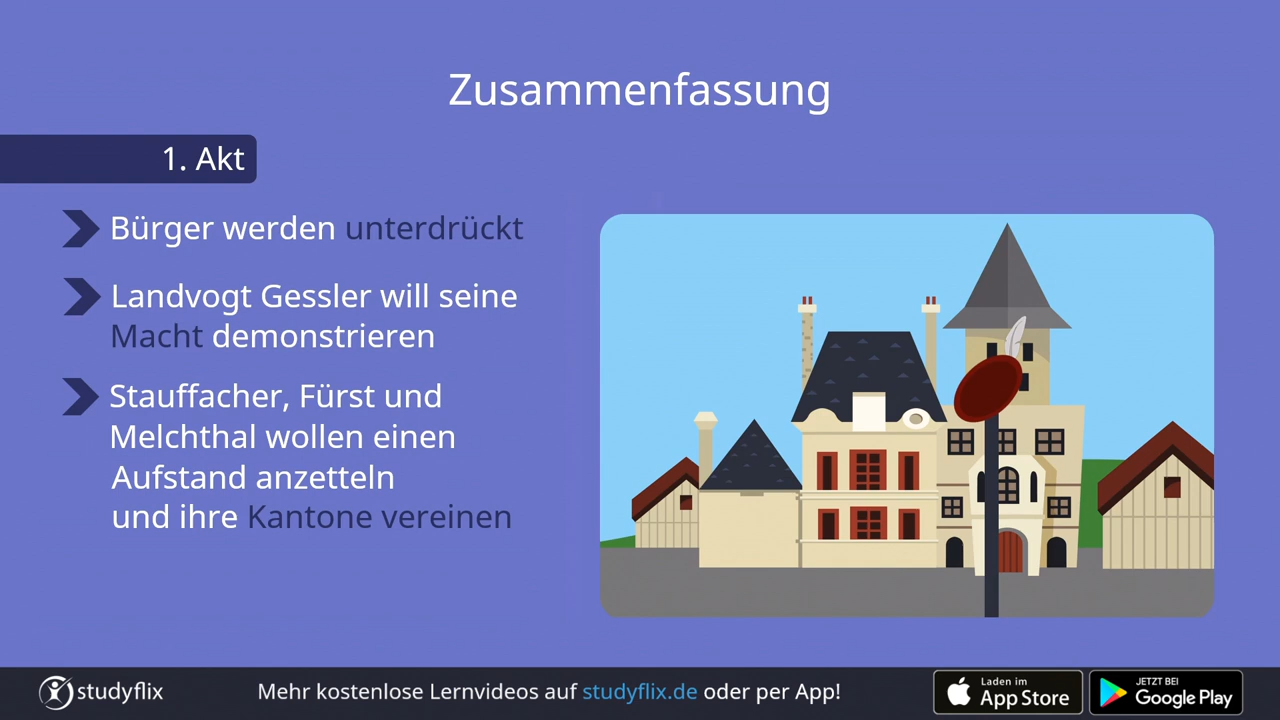 Zusammenfassung
1. Akt
Bürger werden unterdrückt
Landvogt Gessler will seine
Macht demonstrieren
Stauffacher, Fürst und
Melchthal wollen einen
Aufstand anzetteln
und ihre Kantone vereinen
studyflix
Mehr kostenlose Lernvideos auf studyflix.de oder per App!
Laden im
App Store
JETZT BEI
Google Play